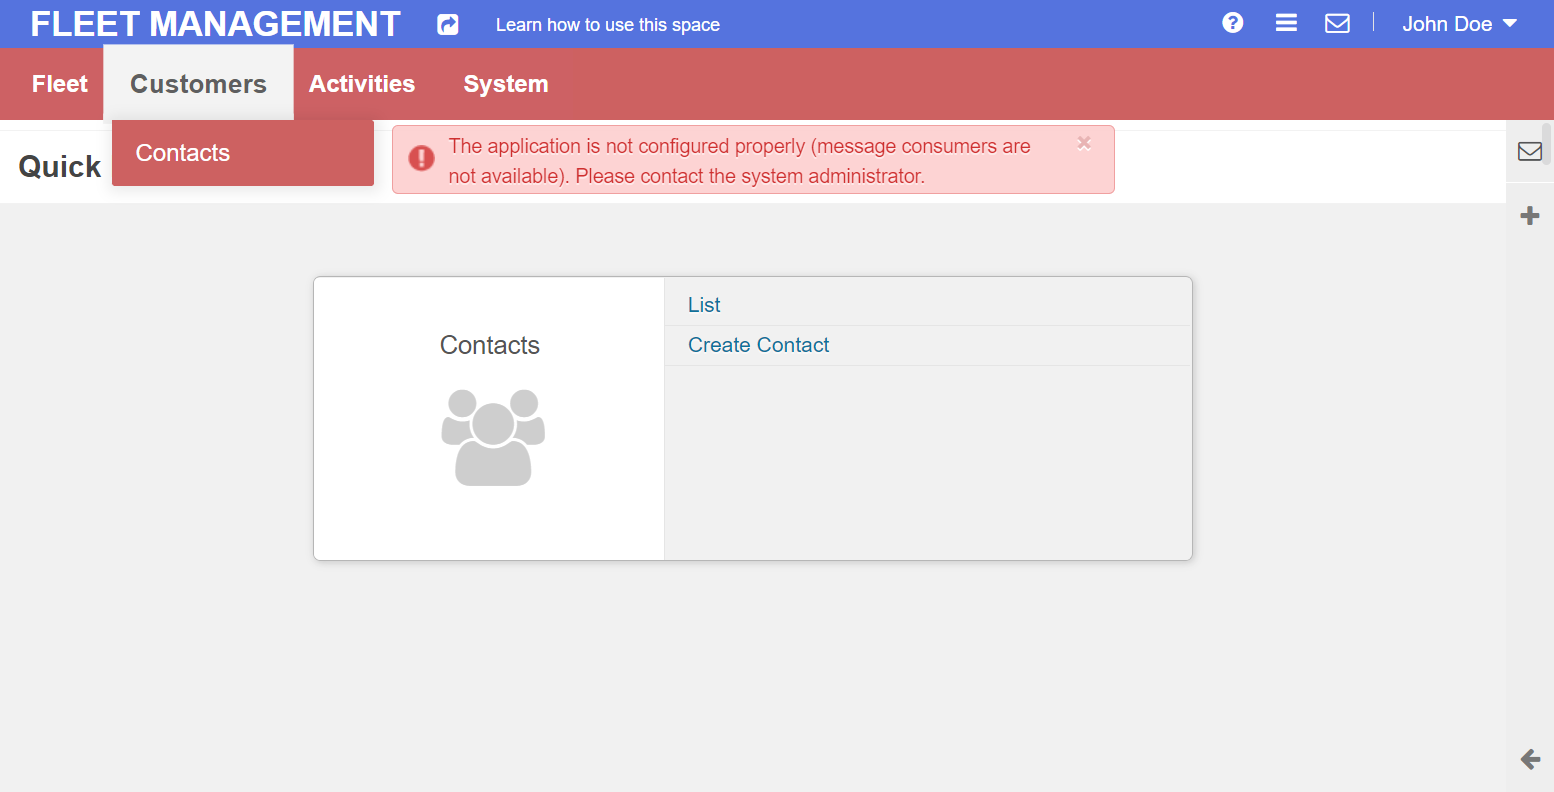 FLEET MANAGEMENT
Learn how to use this space
John Doe
Fleet
Customers
Activities
System
Contacts
Quick
The application is not configured properly (message consumers are
not available). Please contact the system administrator.
Contacts
List
Create Contact